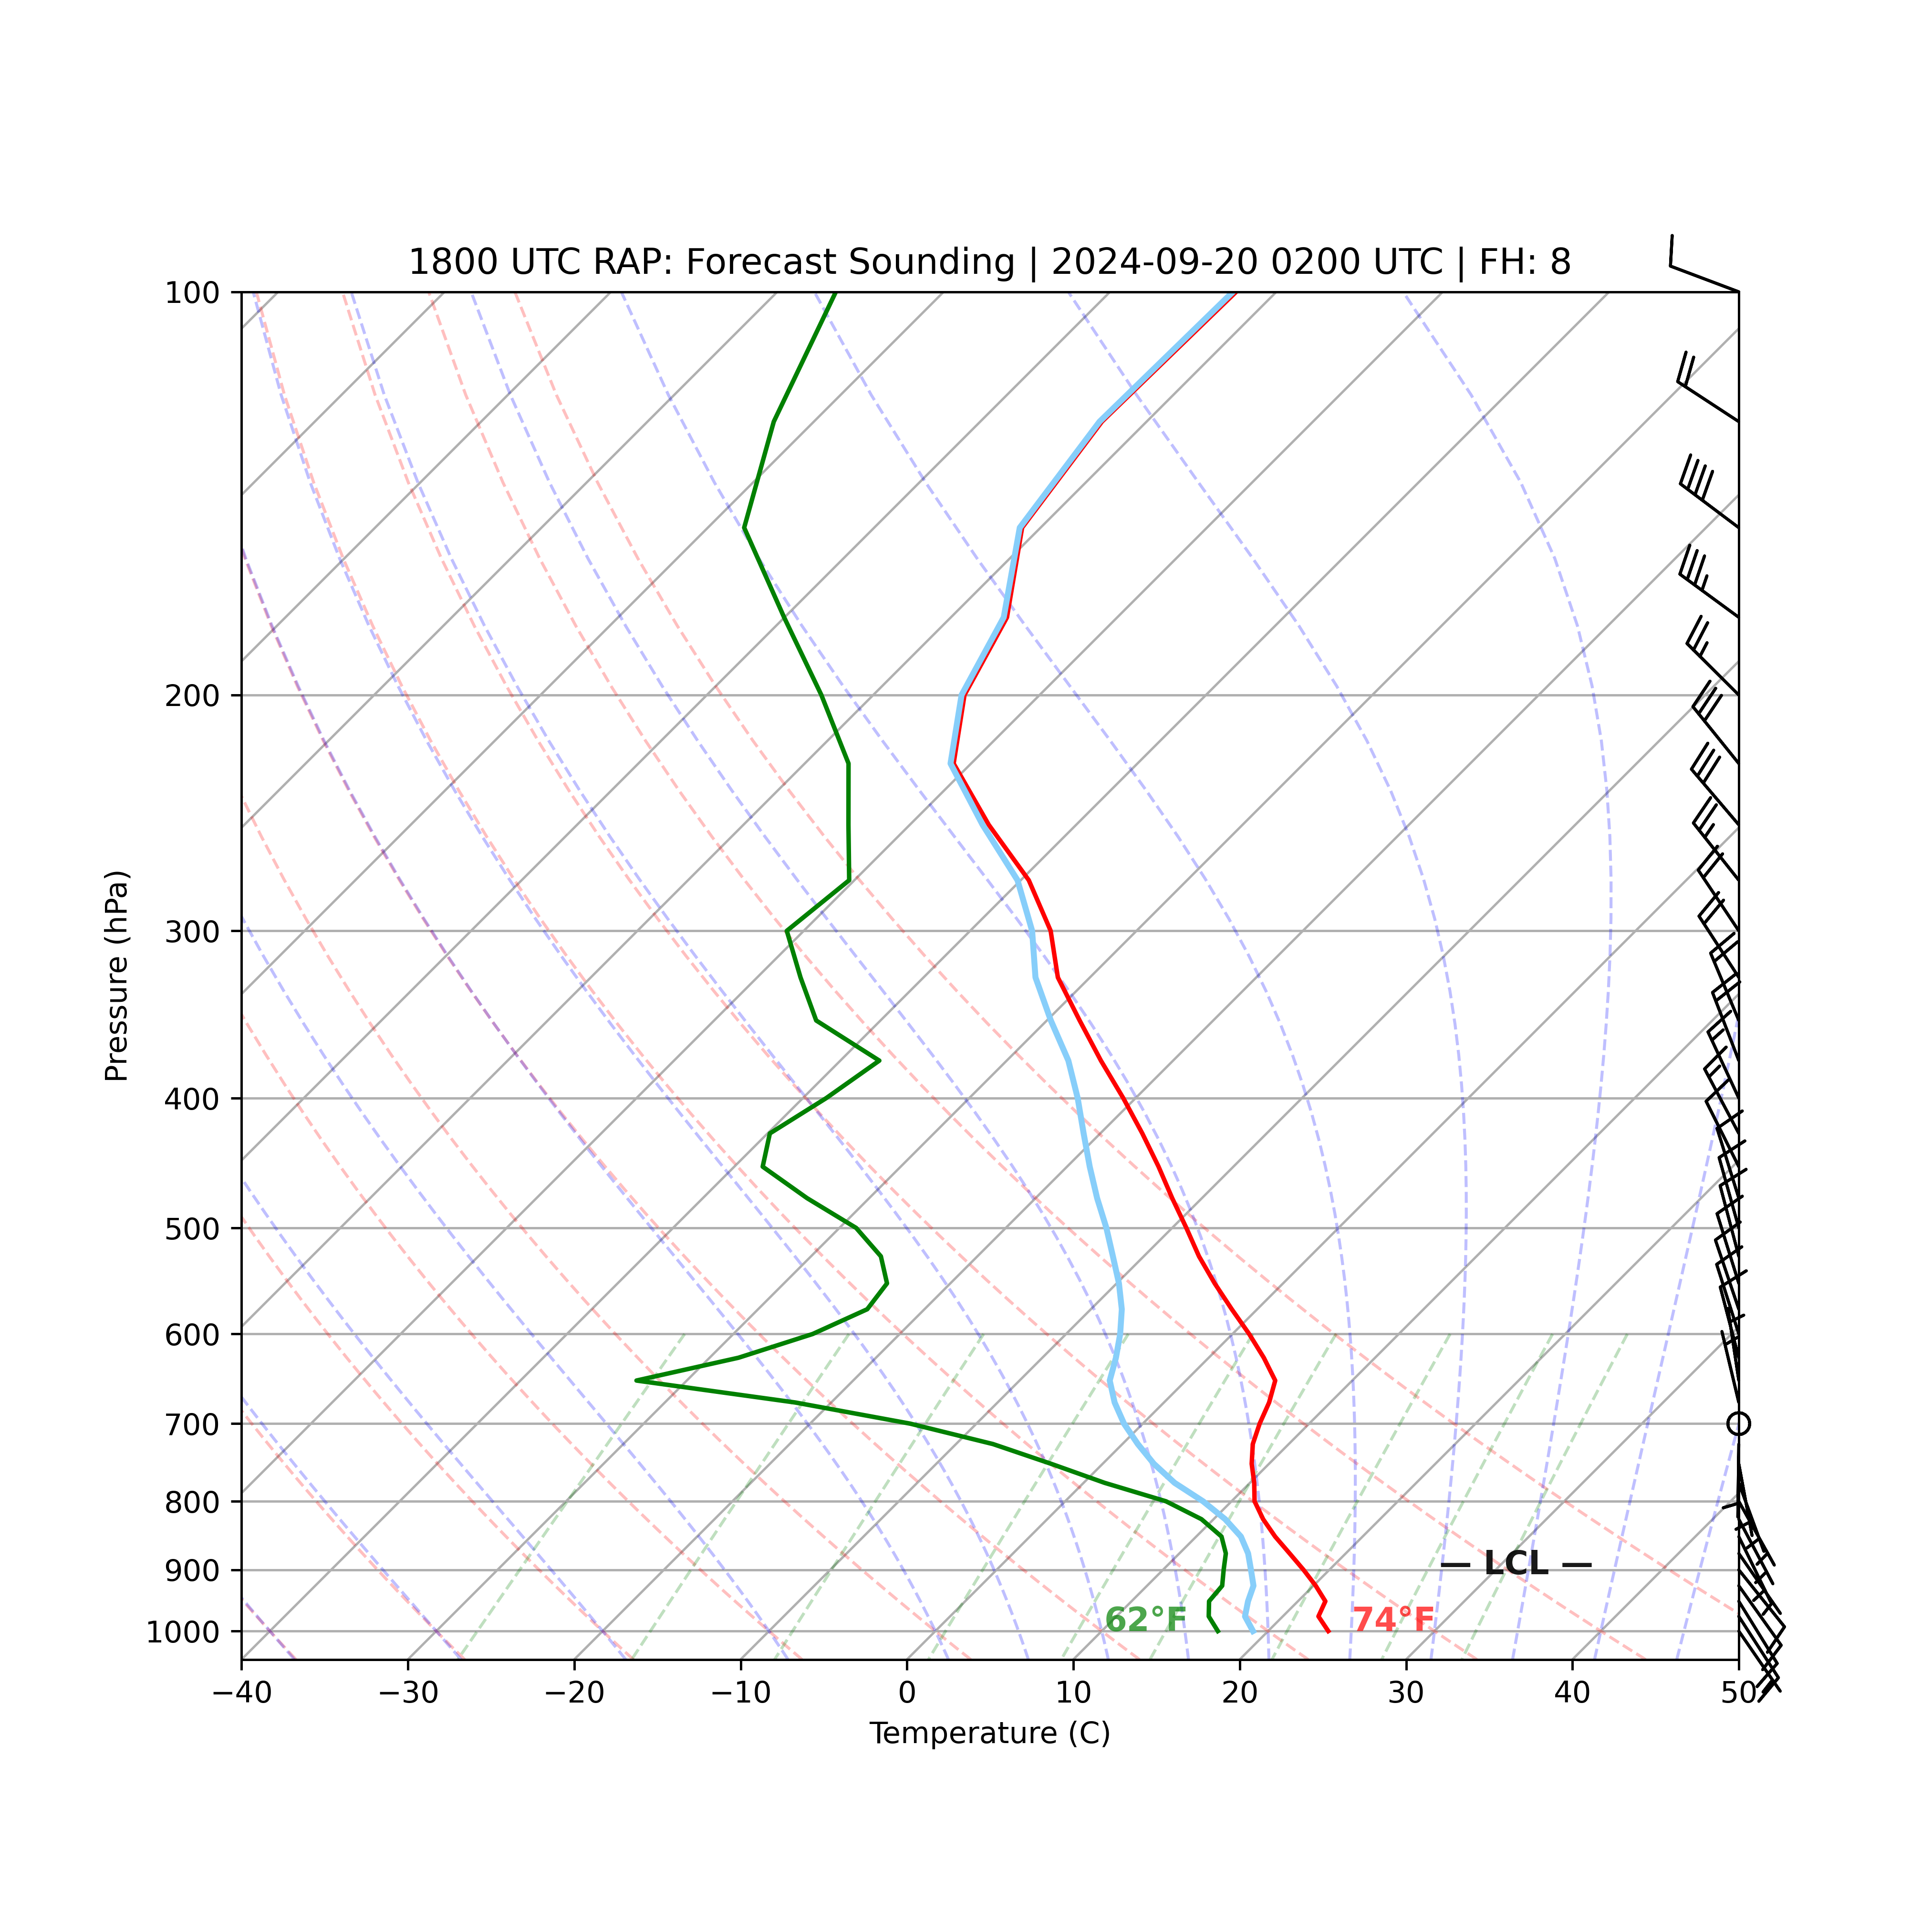 1800 UTC RAP: Forecast Sounding | 2024-09-20 0200 UTC | FH: 8
100
200
300
400
500
600
700
800
900
1000
Pressure (hPa)
— LCL —
62°F
74°F
−40 −30 −20 −10 0 10 20 30 40 50
Temperature (C)